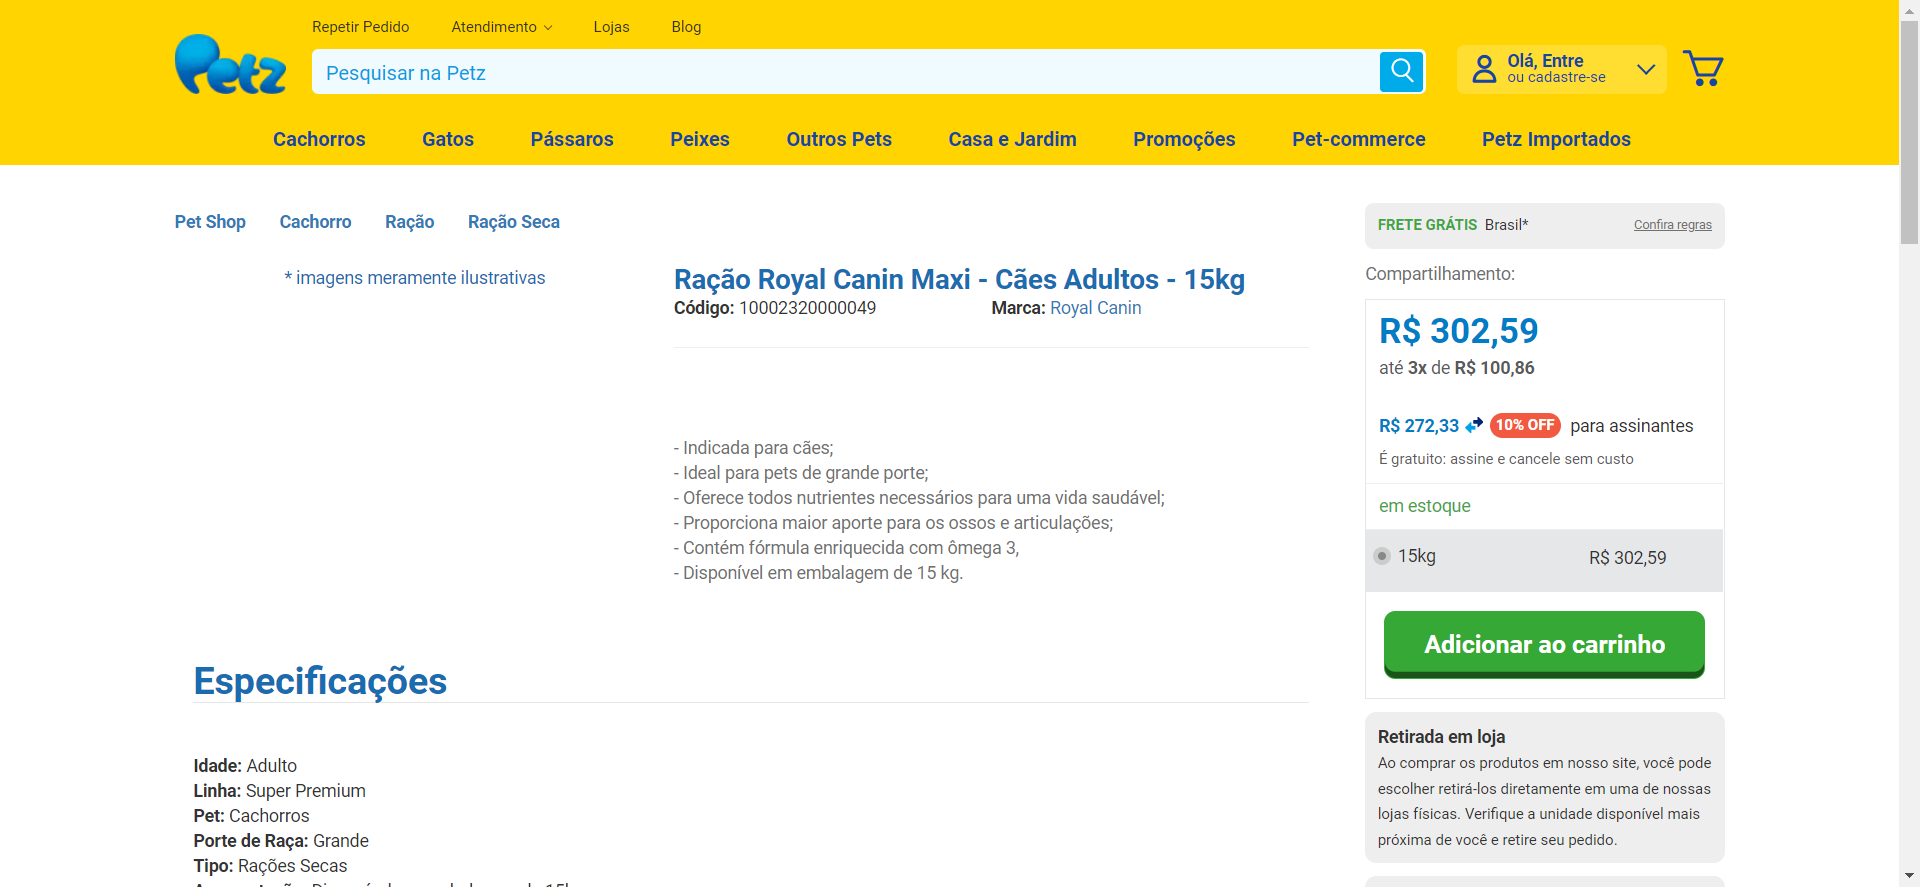 Repetir Pedido
Atendimento
Lojas
Blog
Petz
Pesquisar na Petz
Olá, Entre
ou cadastre-se
Cachorros
Gatos
Pássaros
Peixes
Outros Pets
Casa e Jardim
Promoções
Pet-commerce
Petz Importados
Pet Shop
Cachorro
Ração
Ração Seca
* imagens meramente ilustrativas
Ração Royal Canin Maxi - Cães Adultos - 15kg
Código: 10002320000049
Marca: Royal Canin
- Indicada para cães;
- Ideal para pets de grande porte;
- Oferece todos nutrientes necessários para uma vida saudável;
- Proporciona maior aporte para os ossos e articulações;
- Contém fórmula enriquecida com ômega 3,
- Disponível em embalagem de 15 kg.
FRETE GRÁTIS Brasil*
Confira regras
Compartilhamento:
R$ 302,59
até 3x de R$ 100,86
R$ 272,33 10% OFF para assinantes
É gratuito: assine e cancele sem custo
em estoque
15kg
R$ 302,59
Adicionar ao carrinho
Retirada em loja
Ao comprar os produtos em nosso site, você pode
escolher retirá-los diretamente em uma de nossas
lojas físicas. Verifique a unidade disponível mais
próxima de você e retire seu pedido.
Especificações
Idade: Adulto
Linha: Super Premium
Pet: Cachorros
Porte de Raça: Grande
Tipo: Rações Secas